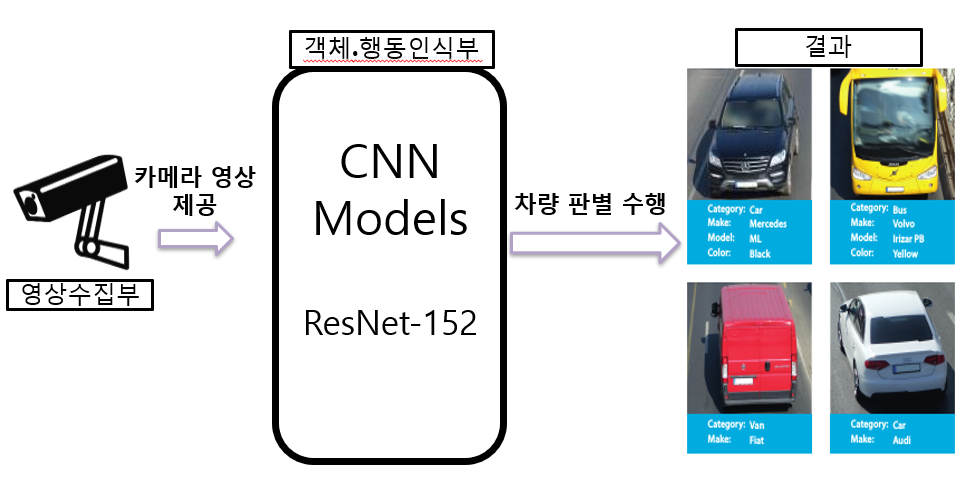 객체.행동인식부
결과
CNN
Models
ResNet-152
카메라 영상
제공
영상수집부
차량 판별 수행
Category: Car
Make: Mercedes
Model: ML
Color: Black
Category: Bus
Make: Volvo
Model: Irizar PB
Color: Yellow
Category: Van
Make: Fiat
Category: Car
Make: Audi